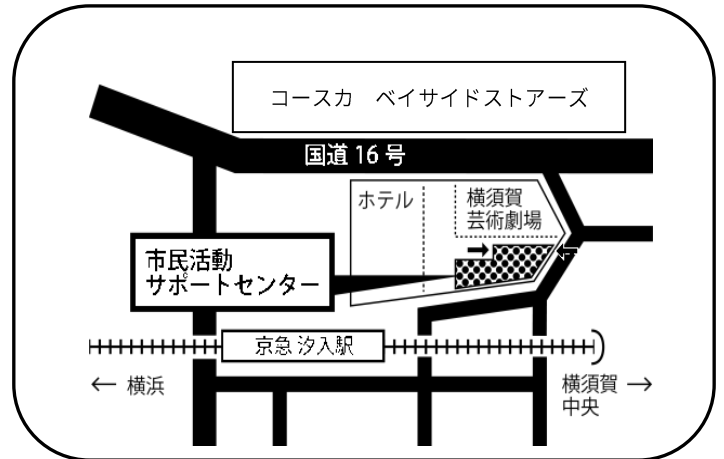 コースカ　ベイサイドストアーズ
国道 16 号
ホテル
横須賀
芸術劇場
市民活動
サポートセンター
京急 汐入駅
← 横浜
横須賀 →
中央